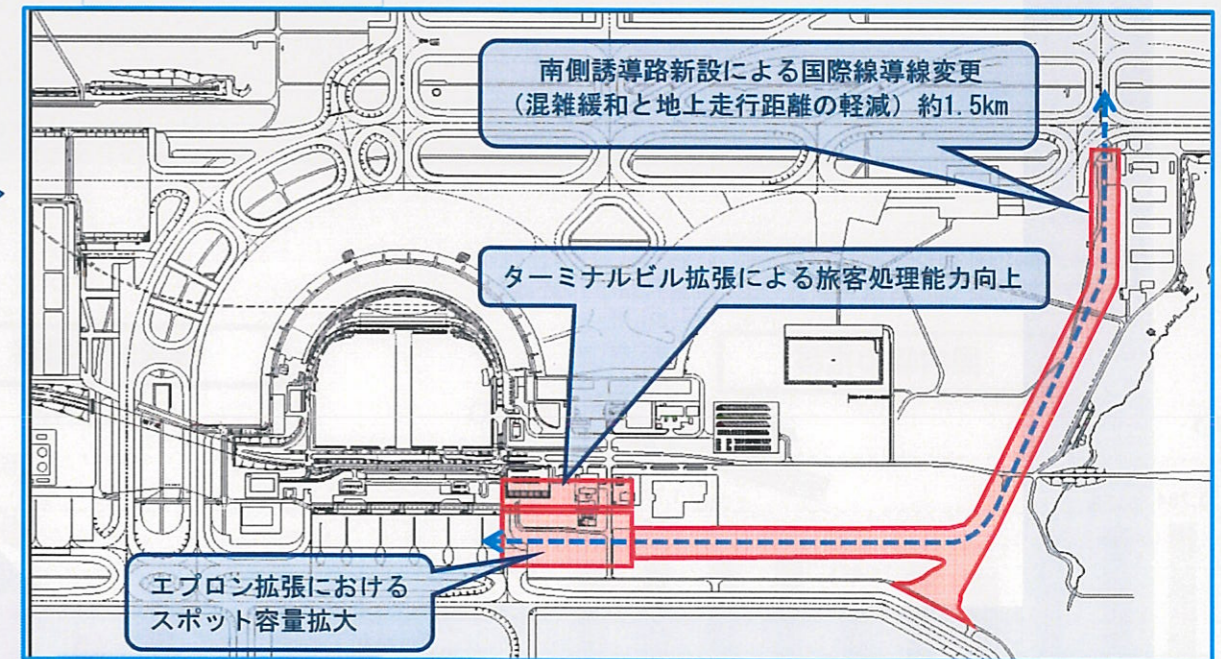 南側誘導路新設による国際線導線変更
（混雑緩和と地上走行距離の軽減）約1.5km
ターミナルビル拡張による旅客処理能力向上
エプロン拡張における
スポット容量拡大